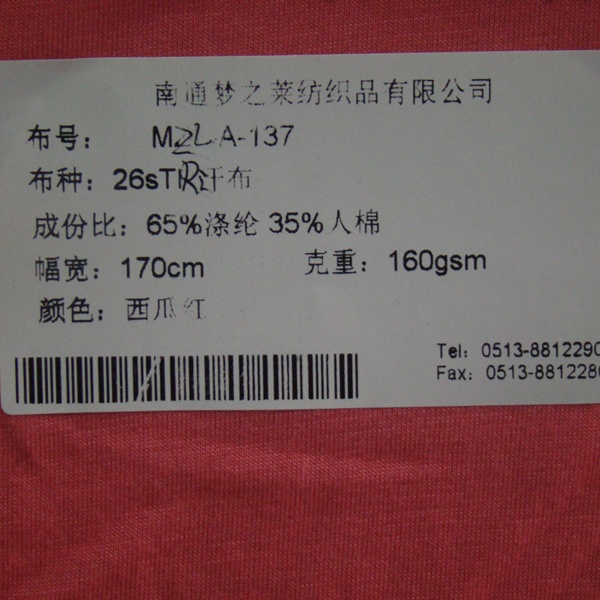 南通梦之莱纺织品有限公司
布号： MZLA-137
布种：26sTR汗布
成份比：65%涤纶 35%人棉
幅宽：170cm 克重：160gsm
颜色：西瓜红
Tel：0513-8812290
Fax：0513-8812280